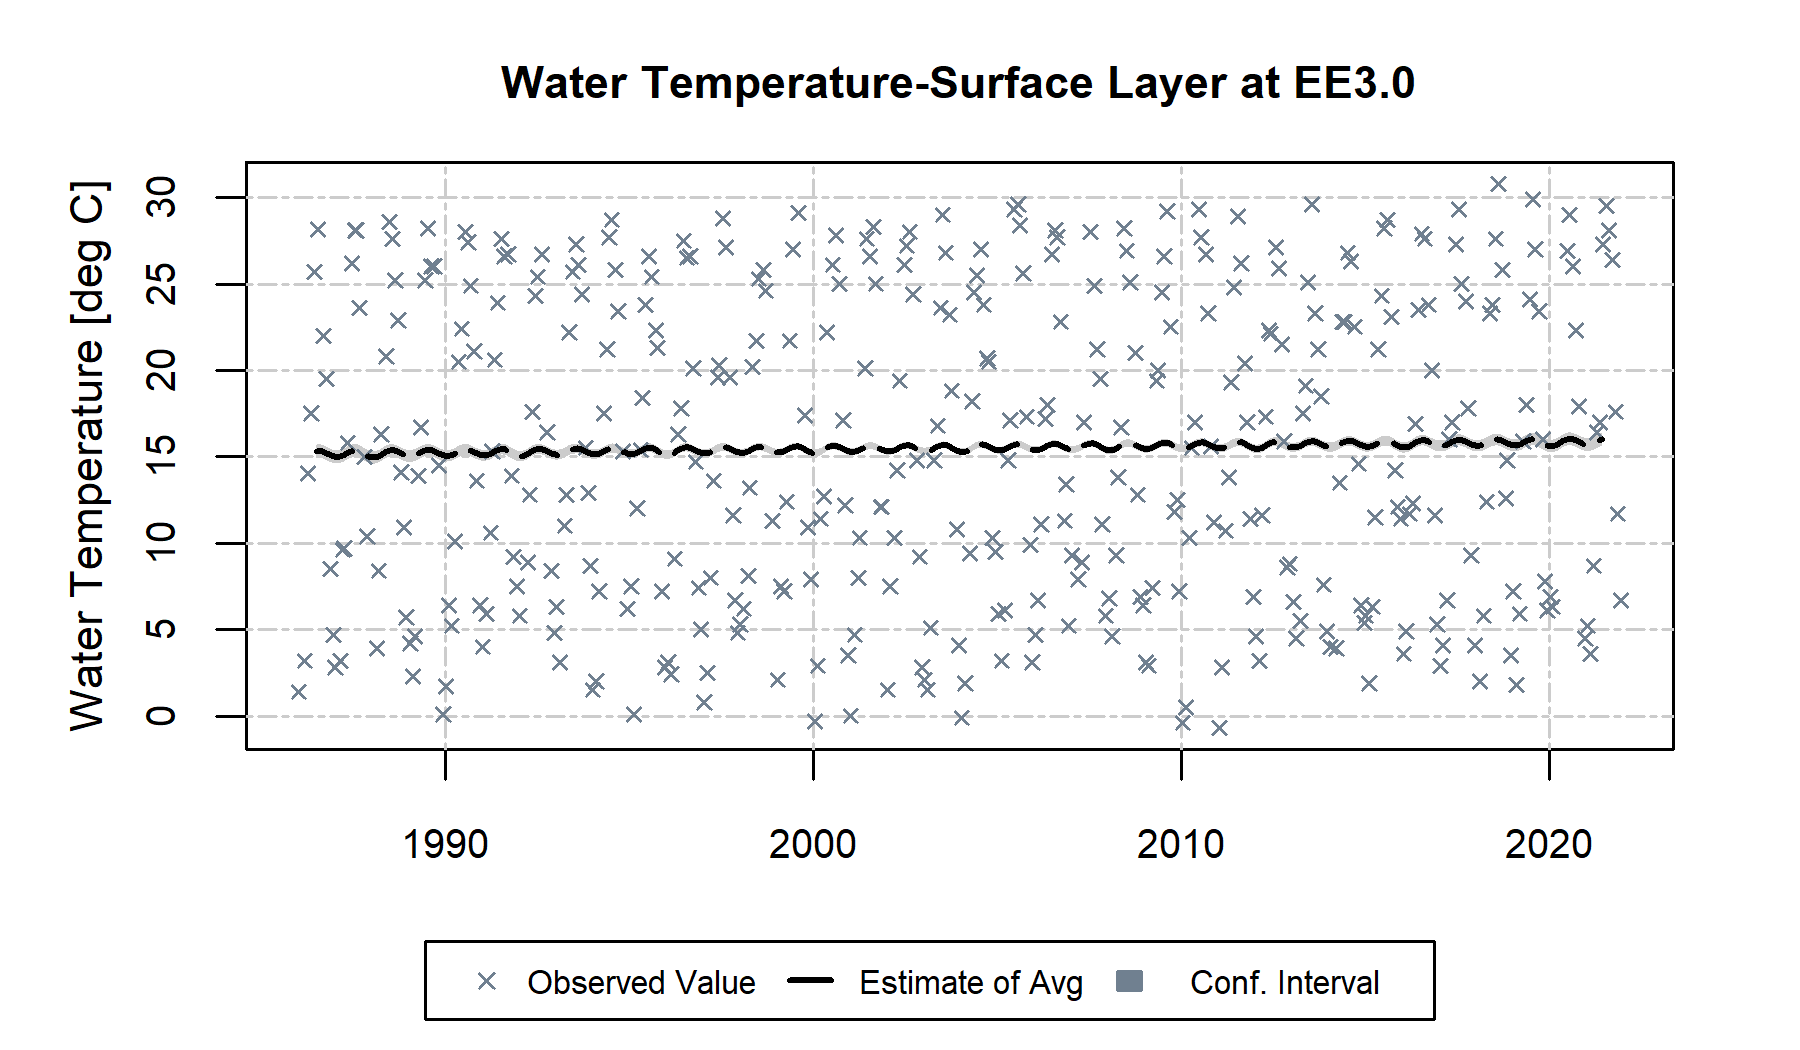 Water Temperature-Surface Layer at EE3.0
Water Temperature [deg C]
30
25
20
15
10
5
0
1990 2000 2010 2020
Observed Value Estimate of Avg Conf. Interval